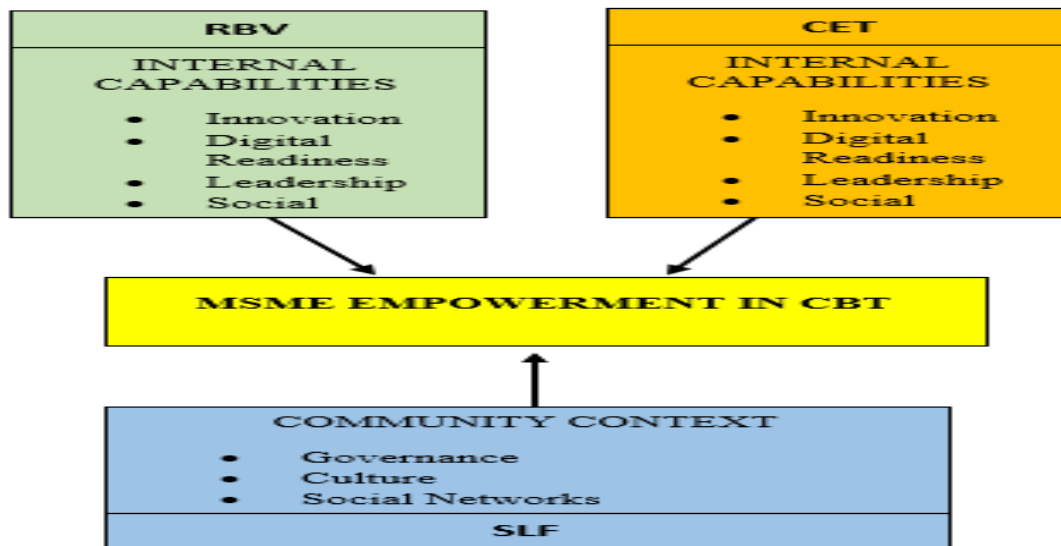 RBV
INTERNAL
CAPABILITIES
• Innovation
• Digital
Readiness
• Leadership
• Social
CET
INTERNAL
CAPABILITIES
• Innovation
• Digital
Readiness
• Leadership
• Social
MSME EMPOWERMENT IN CBT
COMMUNITY CONTEXT
• Governance
• Culture
• Social Networks
SLF